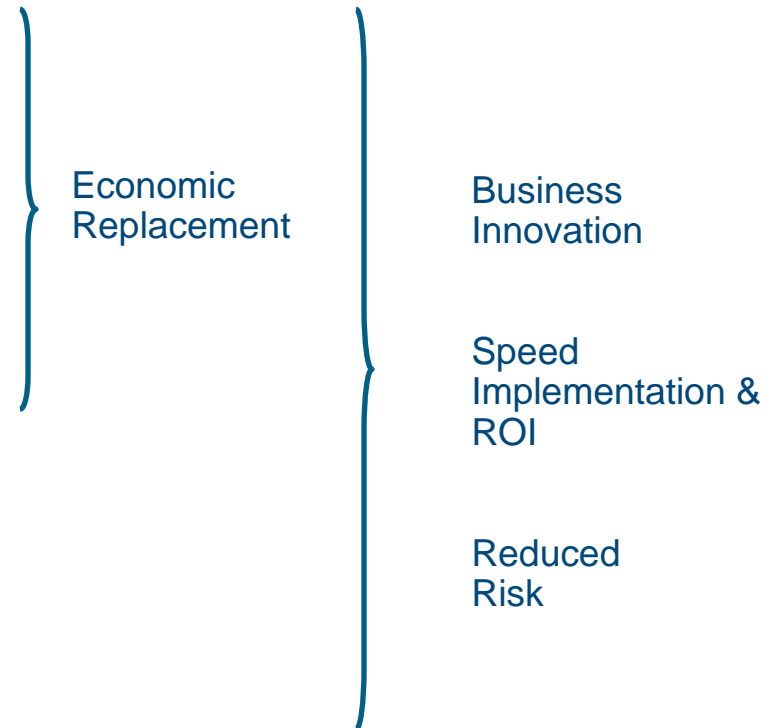 Economic
Replacement
Business
Innovation
Speed
Implementation &
ROI
Reduced
Risk